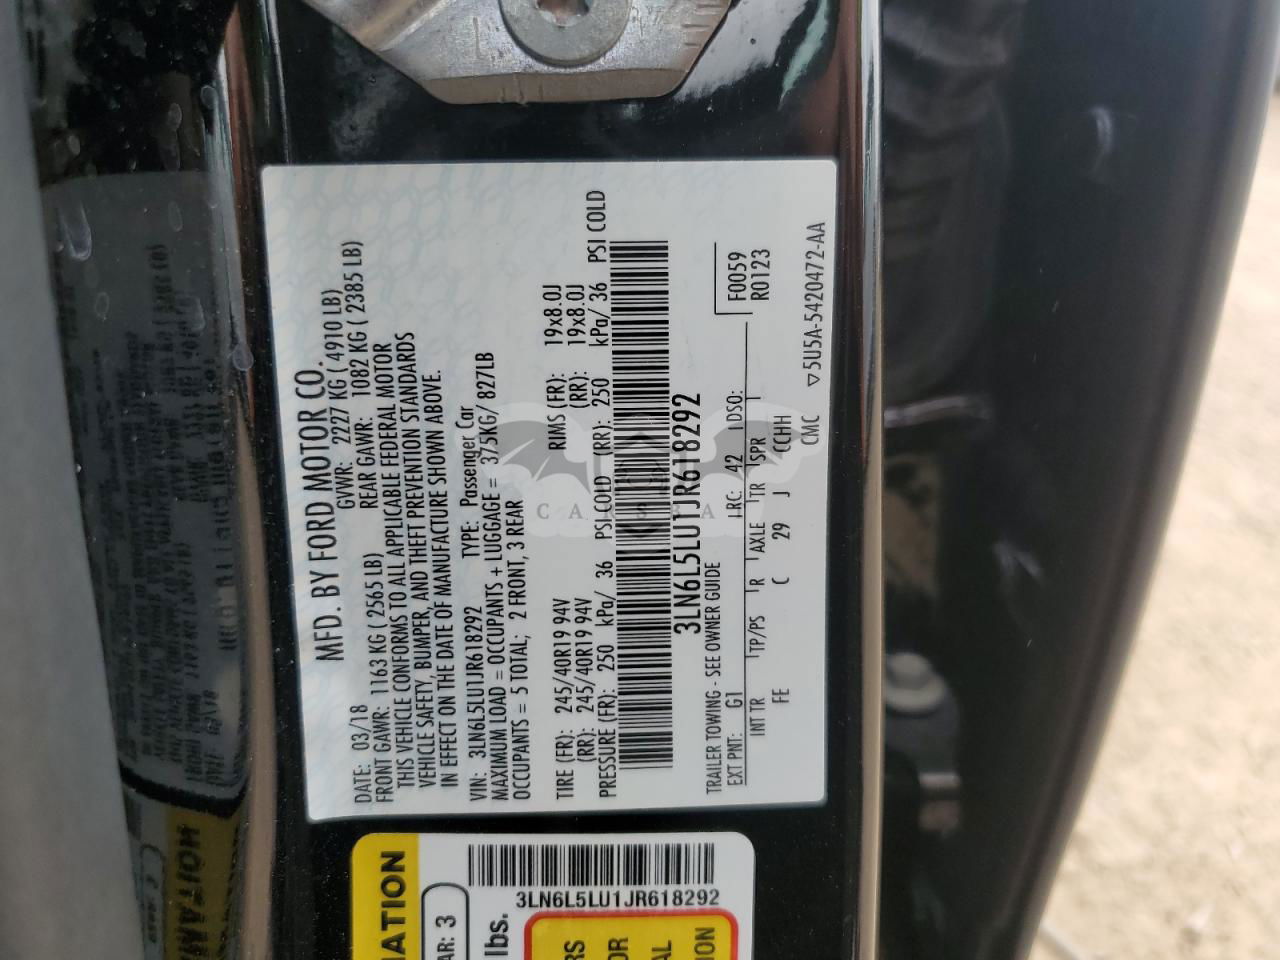 MFD. BY FORD MOTOR CO.
DATE: 03/18 GVWR: 2227 KG ( 4910 LB)
FRONT GAWR: 1163 KG ( 2565 LB) REAR GAWR: 1082 KG ( 2385 LB)
THIS VEHICLE CONFORMS TO ALL APPLICABLE FEDERAL MOTOR
VEHICLE SAFETY, BUMPER, AND THEFT PREVENTION STANDARDS
IN EFFECT ON THE DATE OF MANUFACTURE SHOWN ABOVE.
VIN: 3LN6L5LU1JR618292 TYPE: Passenger Car
MAXIMUM LOAD = OCCUPANTS + LUGGAGE = 375KG/ 827LB
OCCUPANTS = 5 TOTAL; 2 FRONT, 3 REAR
TIRE (FR): 245/40R19 94V RIMS (FR): 19x8.0J
(RR): 245/40R19 94V (RR): 19x8.0J
PRESSURE (FR): 250 kPa/ 36 PSI COLD (RR): 250 kPa/ 36 PSI COLD
3LN6L5LU1JR618292
TRAILER TOWING - SEE OWNER GUIDE
F0059
R0123
EXT PNT: G1 RC: 42 DSO:
INT TR TP/PS R AXLE TR SPR
FE C 29 J CCHH
CMC ▽5U5A-5420472-AA
CARSBA
3LN6L5LU1JR618292
lbs.